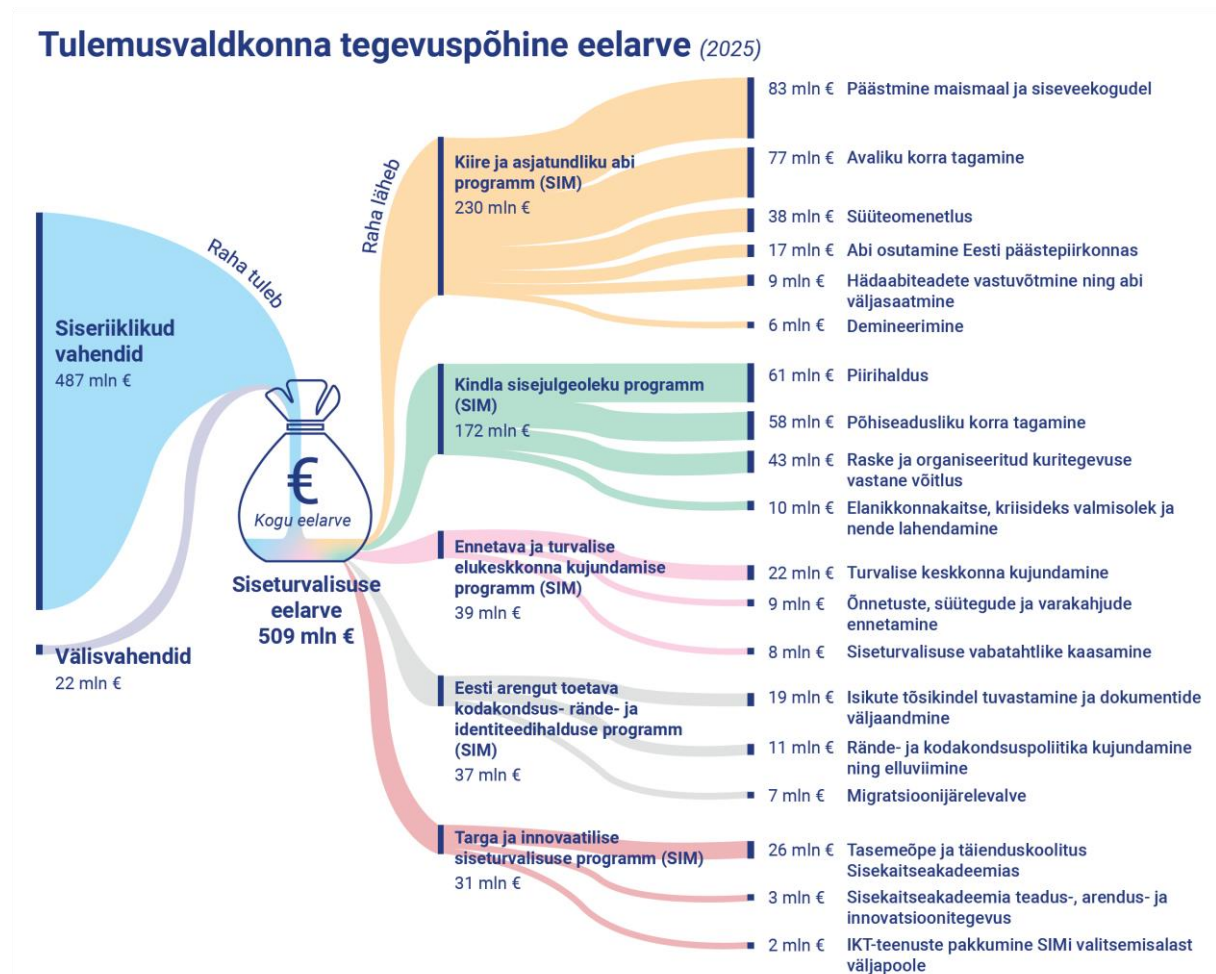 Tulemusvaldkonna tegevuspõhine eelarve (2025)
Raha tuleb
Siseriiklikud
vahendid
487 mln €
Välisvahendid
22 mln €
€
Kogu eelarve
Siseturvalisuse
eelarve
509 mln €
Raha läheb
Kiire ja asjatundliku abi
programm (SIM)
230 mln €
83 mln € Päästmine maismaal ja siseveekogudel
77 mln € Avaliku korra tagamine
38 mln € Süüteomenetlus
17 mln € Abi osutamine Eesti päästepiirkonnas
9 mln € Hädaabiteadete vastuvõtmine ning abi
väljasaatmine
6 mln € Demineerimine
Kindla sisejulgeoleku programm
(SIM)
172 mln €
61 mln € Piirihaldus
58 mln € Põhiseadusliku korra tagamine
43 mln € Raske ja organiseeritud kuritegevuse
vastane võitlus
10 mln € Elanikkonnakaitse, kriisideks valmisolek ja
nende lahendamine
Ennetava ja turvalise
elukeskkonna kujundamise
programm (SIM)
39 mln €
22 mln € Turvalise keskkonna kujundamine
9 mln € Õnnetuste, süütegude ja varakahjude
ennetamine
8 mln € Siseturvalisuse vabatahtlike kaasamine
Eesti arengut toetava
kodakondsus- rände- ja
identiteedihalduse programm
(SIM)
37 mln €
19 mln € Isikute tõsikindel tuvastamine ja dokumentide
väljaandmine
11 mln € Rände- ja kodakondsuspoliitika kujundamine
ning elluviimine
7 mln € Migratsioonijärelevalve
Targa ja innovaatilise
siseturvalisuse programm (SIM)
31 mln €
26 mln € Tasemeõpe ja täienduskoolitus
Sisekaitseakadeemias
3 mln € Sisekaitseakadeemia teadus-, arendus- ja
innovatsioonitegevus
2 mln € IKT-teenuste pakkumine SIMi valitsemisalast
väljapoole